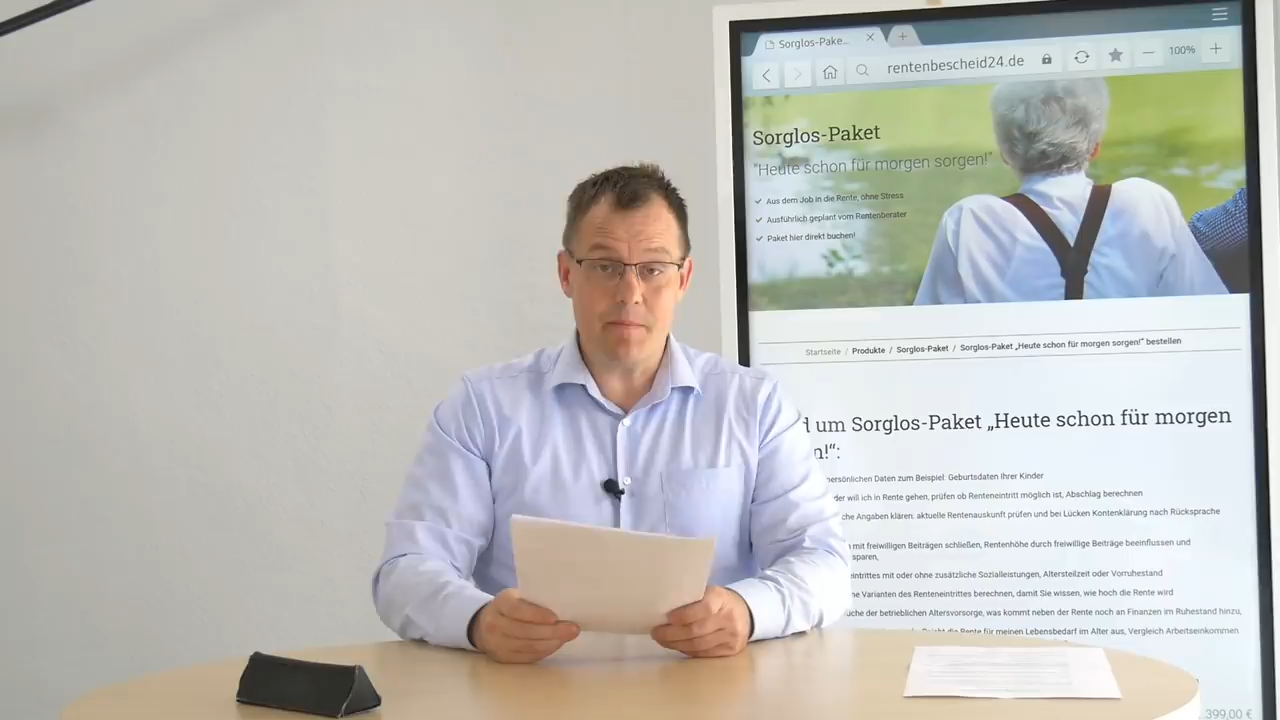 Sorglos-Pake...
rentenbescheid24.de
100%
Sorglos-Paket
"Heute schon für morgen sorgen!"
Aus dem Job in die Rente, ohne Stress
Ausführlich geplant vom Rentenberater
Paket hier direkt buchen!
Startseite / Produkte / Sorglos-Paket / Sorglos-Paket „Heute schon für morgen sorgen!“ bestellen
d um Sorglos-Paket „Heute schon für morgen
n!“:
persönlichen Daten zum Beispiel: Geburtsdaten Ihrer Kinder
der will ich in Rente gehen, prüfen ob Renteneintritt möglich ist, Abschlag berechnen
che Angaben klären: aktuelle Rentenauskunft prüfen und bei Lücken Kontenklärung nach Rücksprache
mit freiwilligen Beiträgen schließen, Rentenhöhe durch freiwillige Beiträge beeinflussen und
sparen,
eintrittes mit oder ohne zusätzliche Sozialleistungen, Altersteilzeit oder Vorruhestand
ne Varianten des Renteneintrittes berechnen, damit Sie wissen, wie hoch die Rente wird
üche der betrieblichen Altersvorsorge, was kommt neben der Rente noch an Finanzen im Ruhestand hinzu,
die Rente für meinen Lebensbedarf im Alter aus, Vergleich Arbeitseinkommen
399,00 €